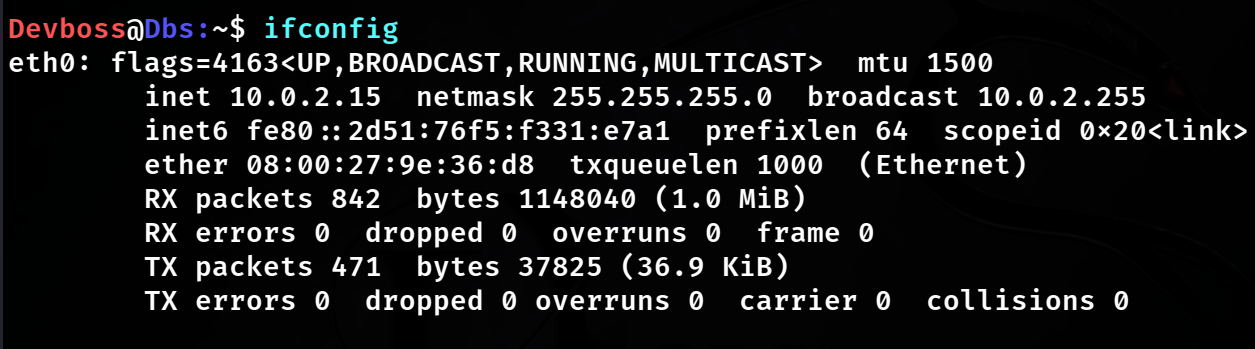 Devboss@Dbs:~$ ifconfig
eth0: flags=4163<UP,BROADCAST,RUNNING,MULTICAST>  mtu 1500
        inet 10.0.2.15  netmask 255.255.255.0  broadcast 10.0.2.255
        inet6 fe80::2d51:76f5:f331:e7a1  prefixlen 64  scopeid 0×20<link>
        ether 08:00:27:9e:36:d8  txqueuelen 1000  (Ethernet)
        RX packets 842  bytes 1148040 (1.0 MiB)
        RX errors 0  dropped 0  overruns 0  frame 0
        TX packets 471  bytes 37825 (36.9 KiB)
        TX errors 0  dropped 0 overruns 0  carrier 0  collisions 0